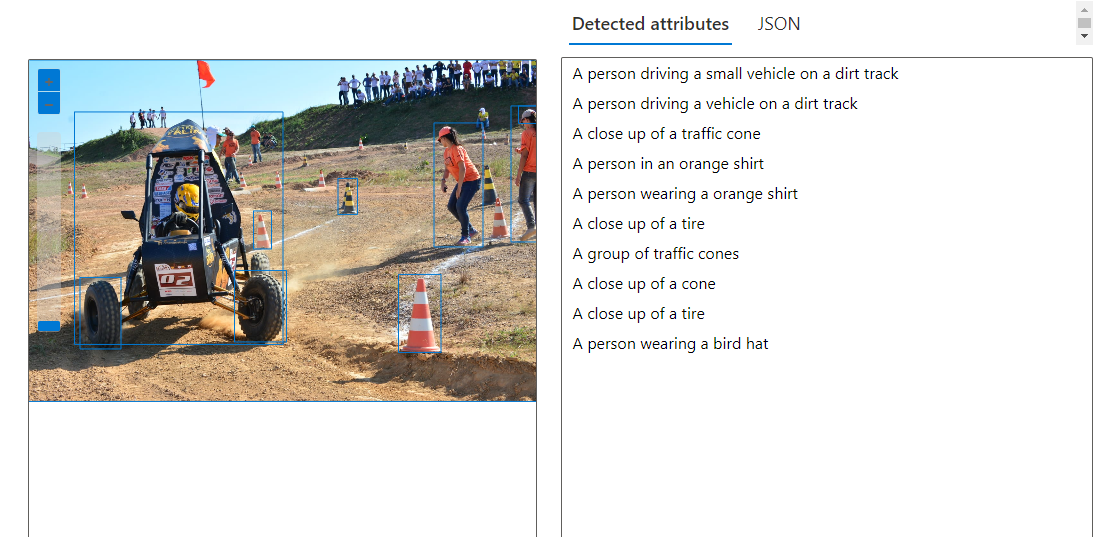 Detected attributes
JSON
A person driving a small vehicle on a dirt track
A person driving a vehicle on a dirt track
A close up of a traffic cone
A person in an orange shirt
A person wearing a orange shirt
A close up of a tire
A group of traffic cones
A close up of a cone
A close up of a tire
A person wearing a bird hat
02